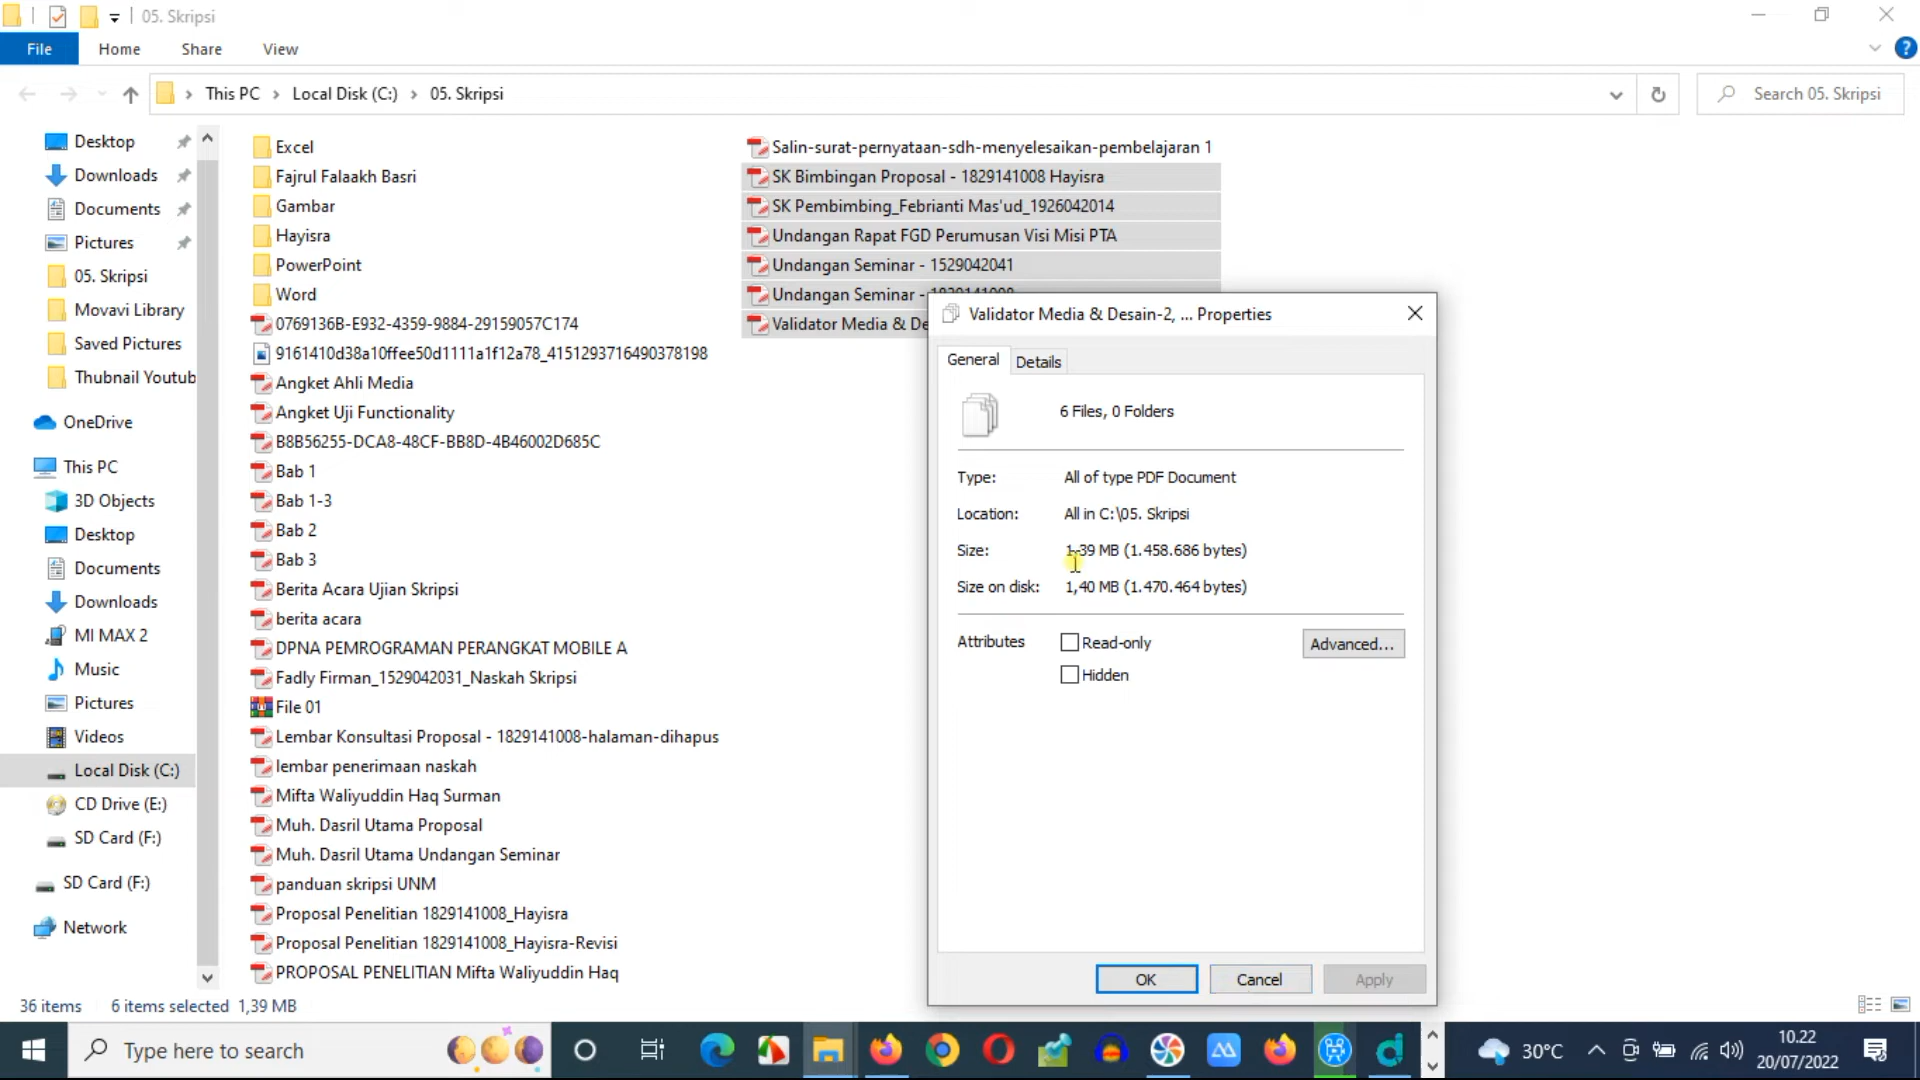 05. Skripsi
File Home Share View
This PC > Local Disk (C:) > 05. Skripsi
Search 05. Skripsi
Desktop
Downloads
Documents
Pictures
05. Skripsi
Movavi Library
Saved Pictures
Thubnail Youtub
OneDrive
This PC
3D Objects
Desktop
Documents
Downloads
MI MAX 2
Music
Pictures
Videos
Local Disk (C:)
CD Drive (E:)
SD Card (F:)
SD Card (F:)
Network
Excel
Fajrul Falaakh Basri
Gambar
Hayisra
PowerPoint
Word
0769136B-E932-4359-9884-29159057C174
9161410d38a10ffee50d1111a1f12a78_4151293716490378198
Angket Ahli Media
Angket Uji Functionality
B8B56255-DCA8-48CF-BB8D-4B46002D685C
Bab 1
Bab 1-3
Bab 2
Bab 3
Berita Acara Ujian Skripsi
berita acara
DPNA PEMROGRAMAN PERANGKAT MOBILE A
Fadly Firman_1529042031_Naskah Skripsi
File 01
Lembar Konsultasi Proposal - 1829141008-halaman-dihapus
lembar penerimaan naskah
Mifta Waliyuddin Haq Surman
Muh. Dasril Utama Proposal
Muh. Dasril Utama Undangan Seminar
panduan skripsi UNM
Proposal Penelitian 1829141008_Hayisra
Proposal Penelitian 1829141008_Hayisra-Revisi
PROPOSAL PENELITIAN Mifta Waliyuddin Haq
Salin-surat-pernyataan-sdh-menyelesaikan-pembelajaran 1
SK Bimbingan Proposal - 1829141008 Hayisra
SK Pembimbing_Febrianti Mas'ud_1926042014
Undangan Rapat FGD Perumusan Visi Misi PTA
Undangan Seminar - 1529042041
Undangan Seminar -
Validator Media & De
Validator Media & Desain-2, ... Properties
General Details
6 Files, 0 Folders
Type: All of type PDF Document
Location: All in C:\05. Skripsi
Size: 1,39 MB (1.458.686 bytes)
Size on disk: 1,40 MB (1.470.464 bytes)
Attributes Read-only Advanced...
Hidden
OK Cancel Apply
36 items 6 items selected 1,39 MB
Type here to search
30°C
10.22
20/07/2022